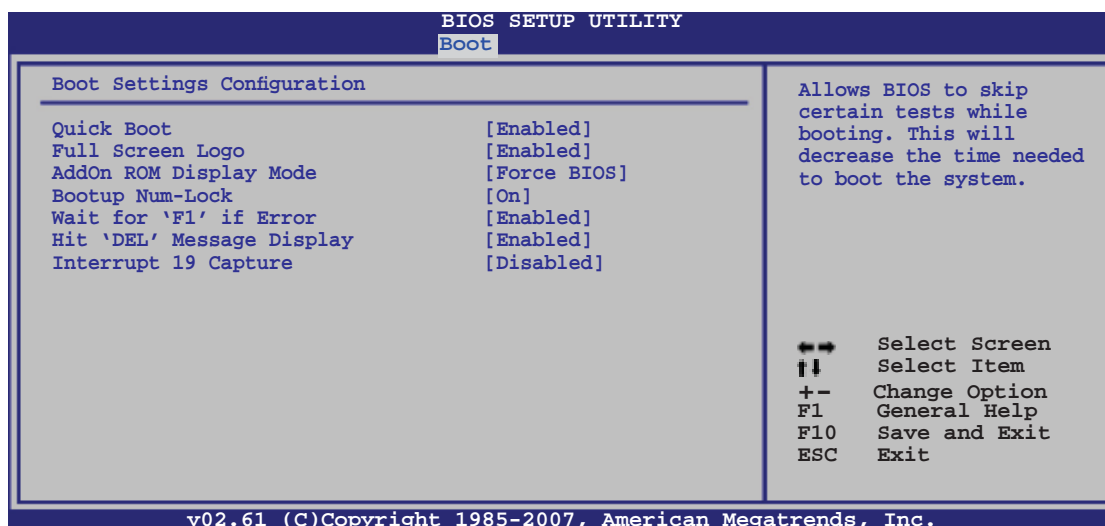 BIOS SETUP UTILITY
Boot
Boot Settings Configuration
Quick Boot [Enabled]
Full Screen Logo [Enabled]
AddOn ROM Display Mode [Force BIOS]
Bootup Num-Lock [On]
Wait for ‘F1’ if Error [Enabled]
Hit ‘DEL’ Message Display [Enabled]
Interrupt 19 Capture [Disabled]
Allows BIOS to skip
certain tests while
booting. This will
decrease the time needed
to boot the system.
←→ Select Screen
↑↓ Select Item
+- Change Option
F1 General Help
F10 Save and Exit
ESC Exit
v02.61 (C)Copyright 1985-2007, American Megatrends, Inc.